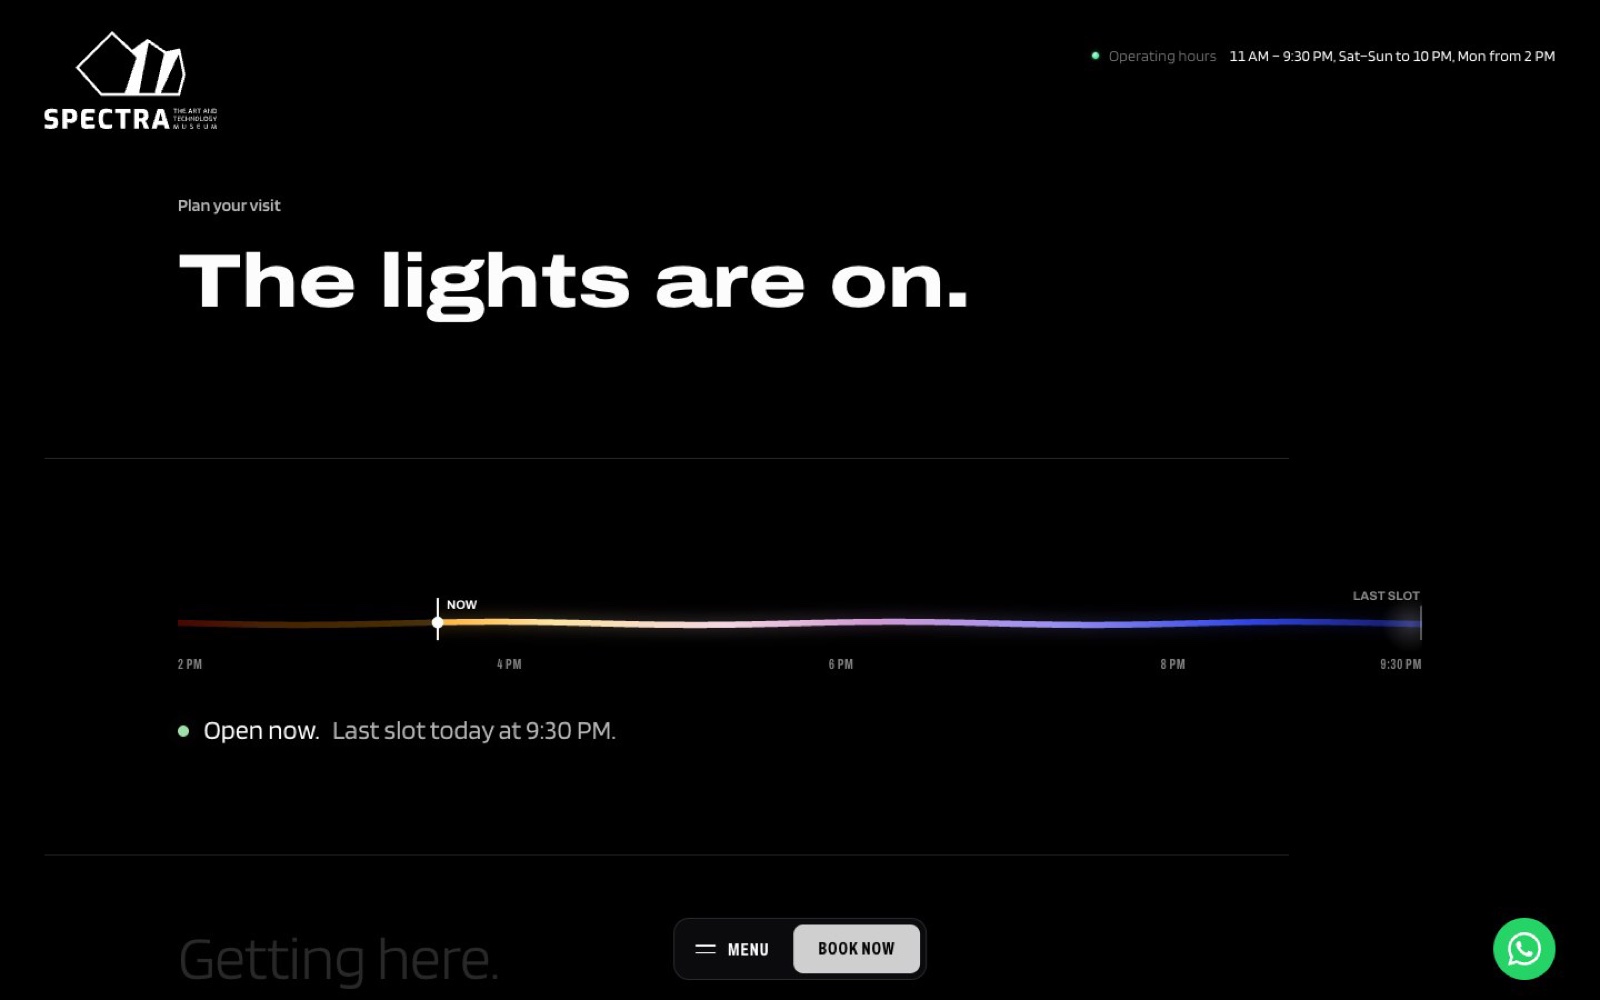 SPECTRA
THE ART AND
TECHNOLOGY
MUSEUM
Operating hours 11 AM – 9:30 PM, Sat–Sun to 10 PM, Mon from 2 PM
Plan your visit
The lights are on.
NOW
LAST SLOT
2 PM
4 PM
6 PM
8 PM
9:30 PM
Open now. Last slot today at 9:30 PM.
Getting here.
MENU
BOOK NOW